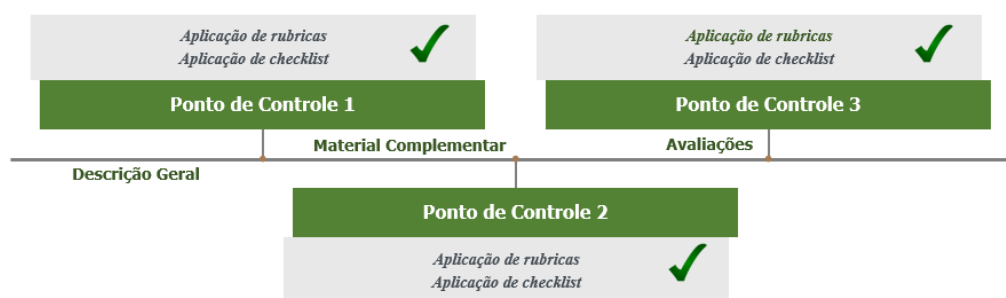 Aplicação de rubricas
Aplicação de checklist
Ponto de Controle 1
Aplicação de rubricas
Aplicação de checklist
Ponto de Controle 3
Material Complementar
Avaliações
Descrição Geral
Ponto de Controle 2
Aplicação de rubricas
Aplicação de checklist